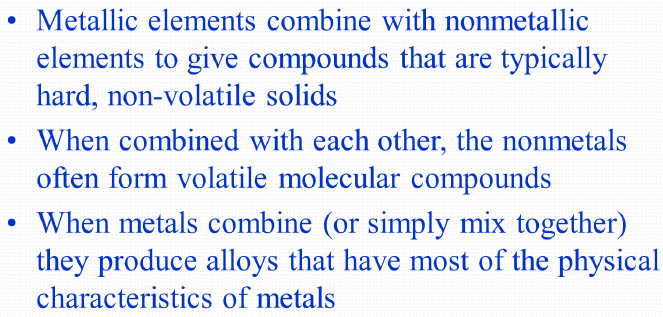 • Metallic elements combine with nonmetallic
elements to give compounds that are typically
hard, non-volatile solids
• When combined with each other, the nonmetals
often form volatile molecular compounds
• When metals combine (or simply mix together)
they produce alloys that have most of the physical
characteristics of metals